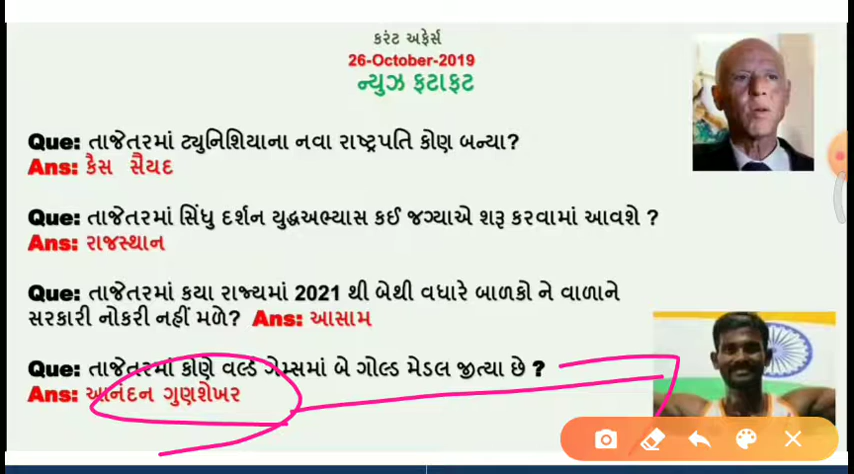 કરંટ અફેર્સ
26-October-2019
ન્યુઝ ફટાફટ
Que: તાજેતરમાં ટ્યુનિશિયાના નવા રાષ્ટ્રપતિ કોણ બન્યા?
Ans: કૈસ સૈયદ
Que: તાજેતરમાં સિંધુ દર્શન યુદ્ધઅભ્યાસ કઈ જગ્યાએ શરૂ કરવામાં આવશે ?
Ans: રાજસ્થાન
Que: તાજેતરમાં કયા રાજ્યમાં 2021 થી બેથી વધારે બાળકો ને વાળાને
સરકારી નોકરી નહીં મળે? Ans: આસામ
Que: તાજેતરમાં કોણે વર્લ્ડ ગેમ્સમાં બે ગોલ્ડ મેડલ જીત્યા છે ?
Ans: આનંદન ગુણશેખર